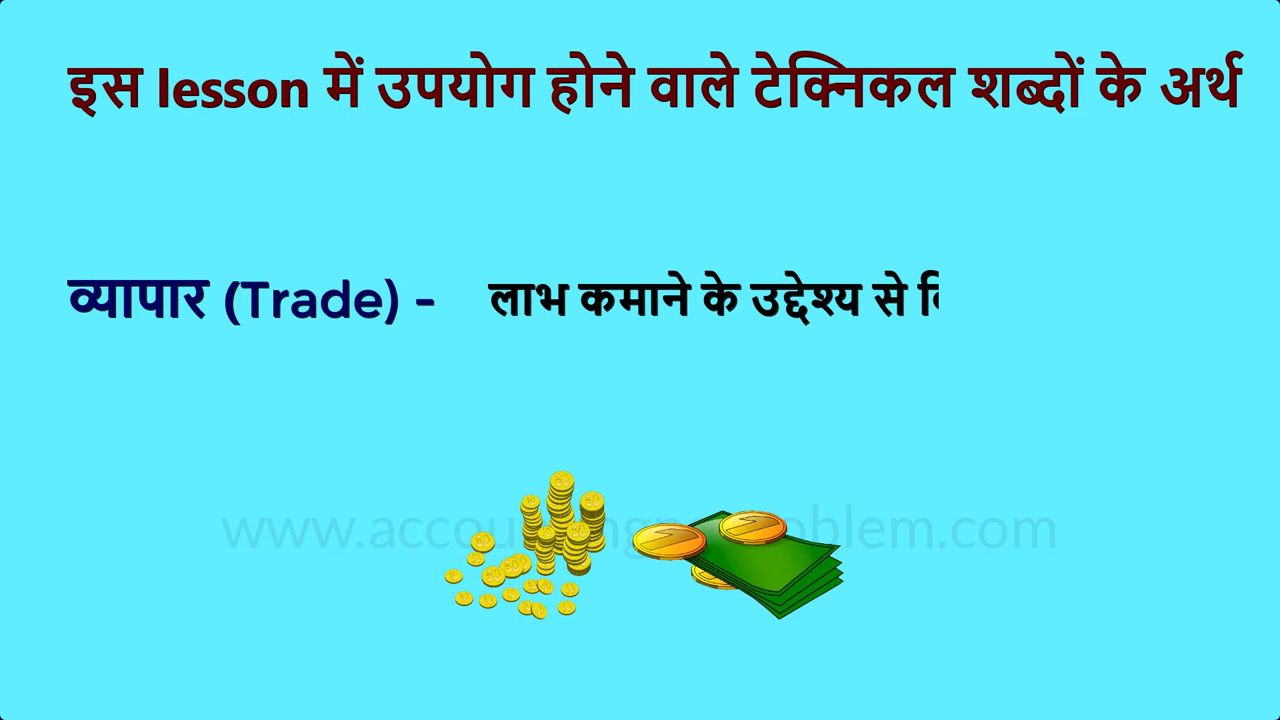 इस lesson में उपयोग होने वाले टेक्निकल शब्दों के अर्थ
व्यापार (Trade) - लाभ कमाने के उद्देश्य से